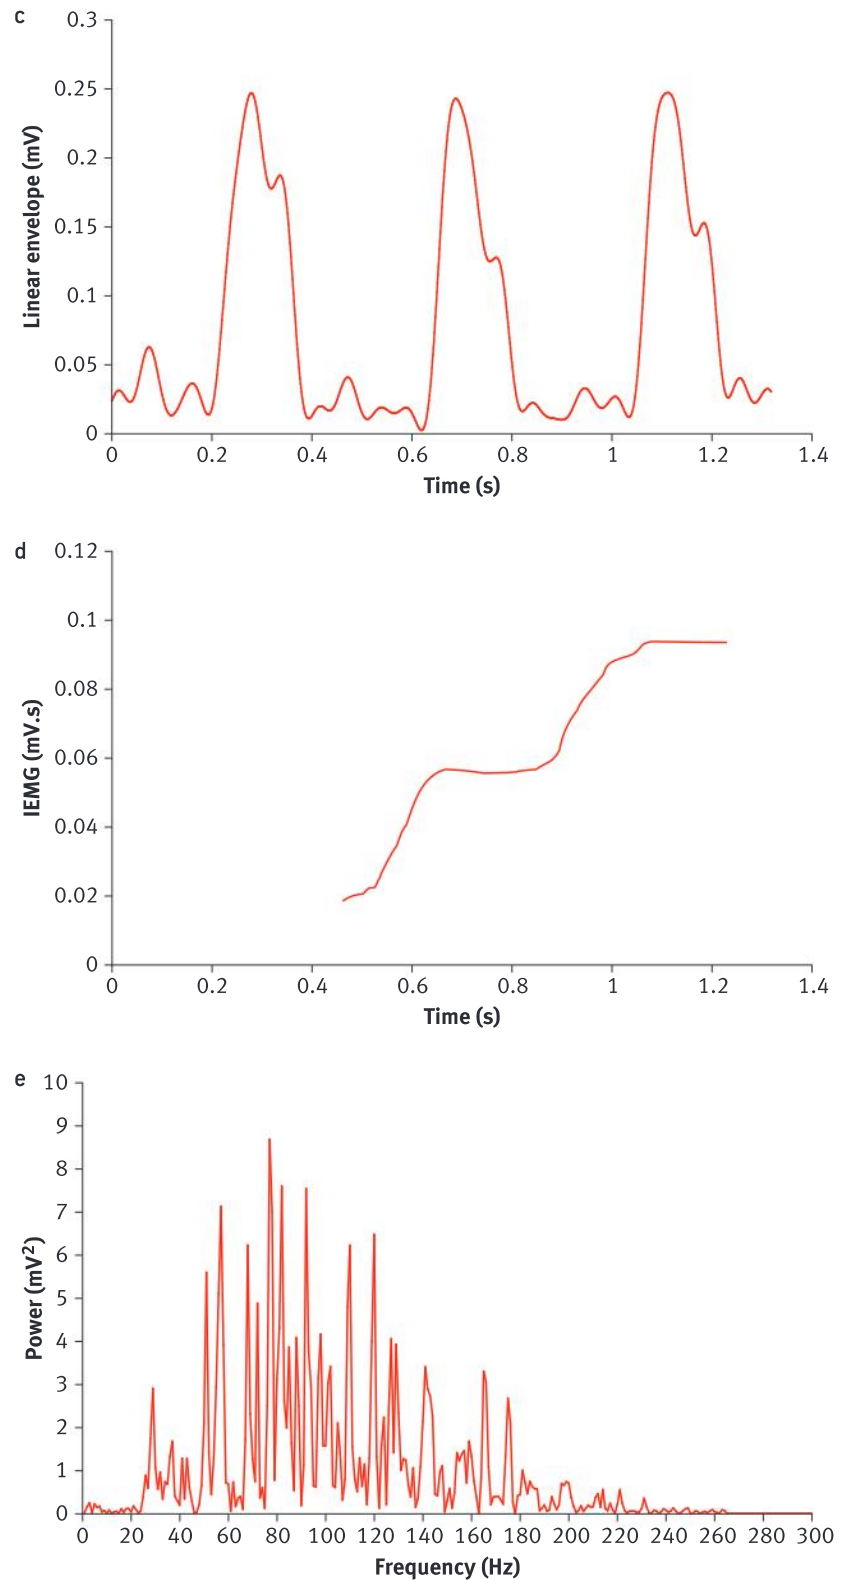 c
Linear envelope (mV)
0.3
0.25
0.2
0.15
0.1
0.05
0
0 0.2 0.4 0.6 0.8 1 1.2 1.4
Time (s)
d
IEMG (mV.s)
0.12
0.1
0.08
0.06
0.04
0.02
0
0 0.2 0.4 0.6 0.8 1 1.2 1.4
Time (s)
e
Power (mV²)
10
9
8
7
6
5
4
3
2
1
0
0 20 40 60 80 100 120 140 160 180 200 220 240 260 280 300
Frequency (Hz)